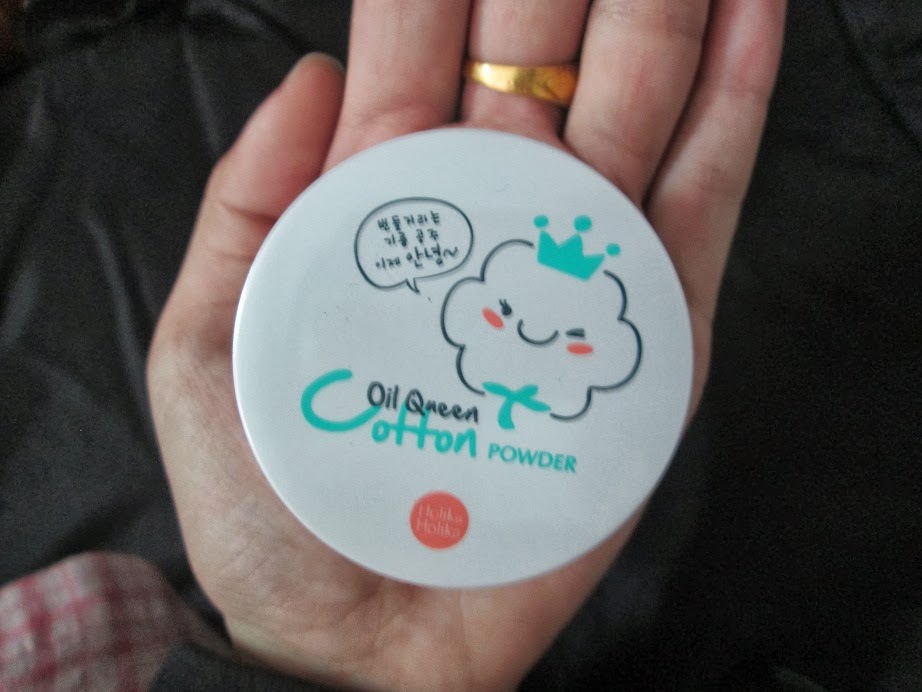 번들거리는
기름 공주
이제 안녕~
Oil Queen
Cotton POWDER
Holika
Holika